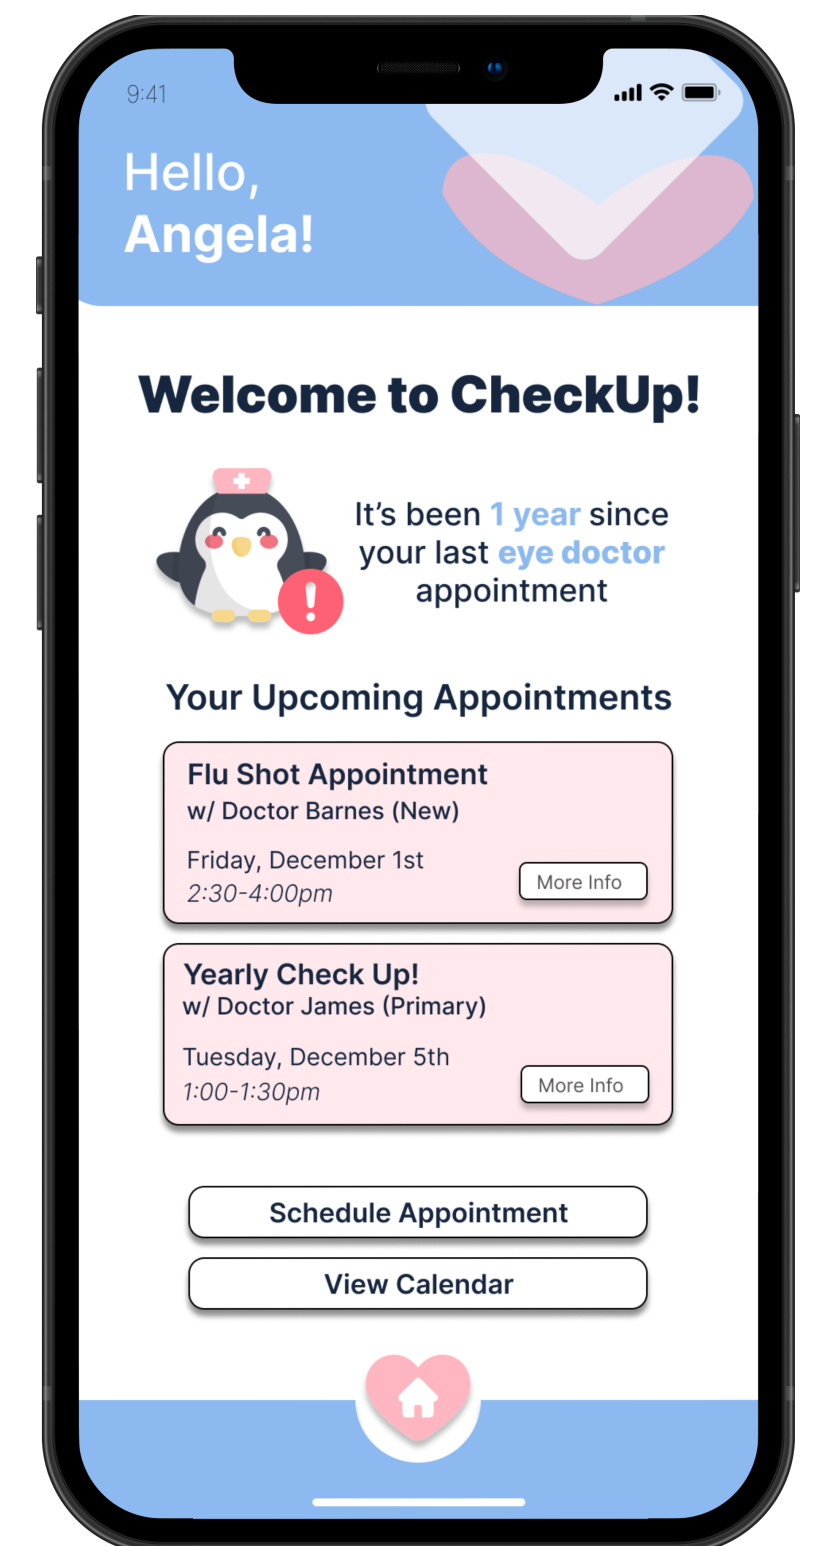 9:41
Hello,
Angela!
Welcome to CheckUp!
It’s been 1 year since
your last eye doctor
appointment
Your Upcoming Appointments
Flu Shot Appointment
w/ Doctor Barnes (New)
Friday, December 1st
2:30-4:00pm
More Info
Yearly Check Up!
w/ Doctor James (Primary)
Tuesday, December 5th
1:00-1:30pm
More Info
Schedule Appointment
View Calendar